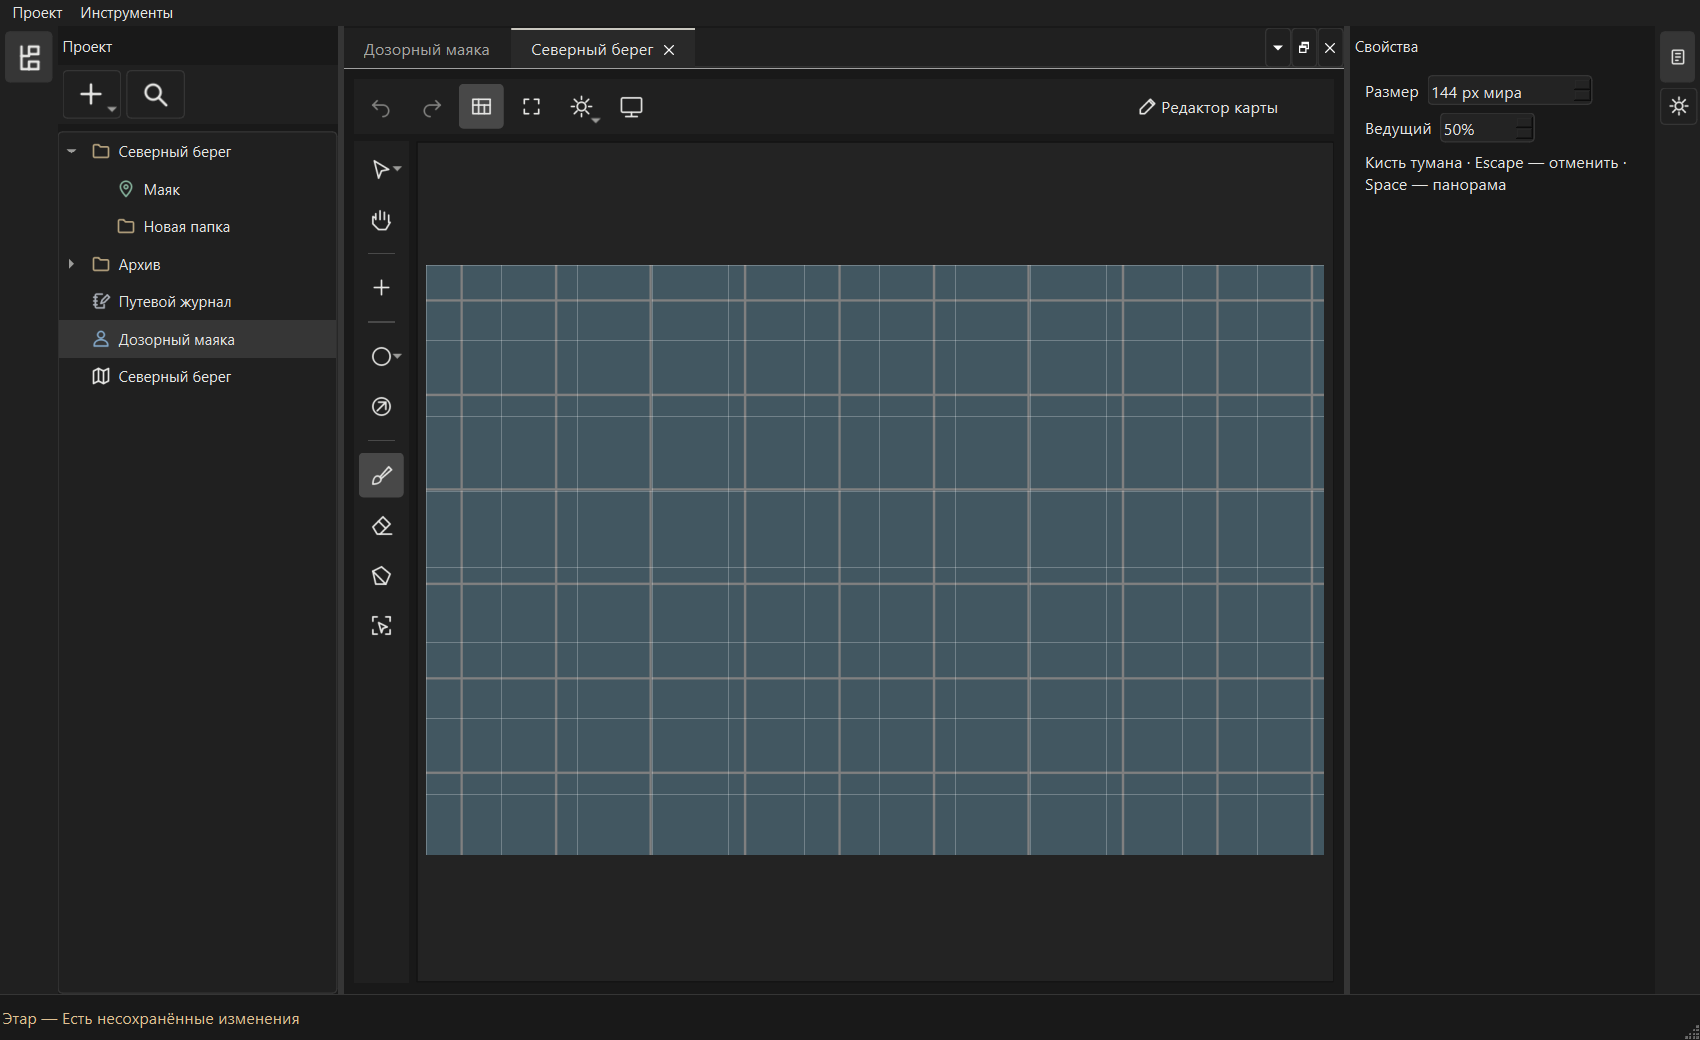 Проект Инструменты
Проект
Северный берег
Маяк
Новая папка
Архив
Путевой журнал
Дозорный маяка
Северный берег
Дозорный маяка
Северный берег
Редактор карты
Свойства
Размер 144 px мира
Ведущий 50%
Кисть тумана · Escape — отменить ·
Space — панорама
Этар — Есть несохранённые изменения